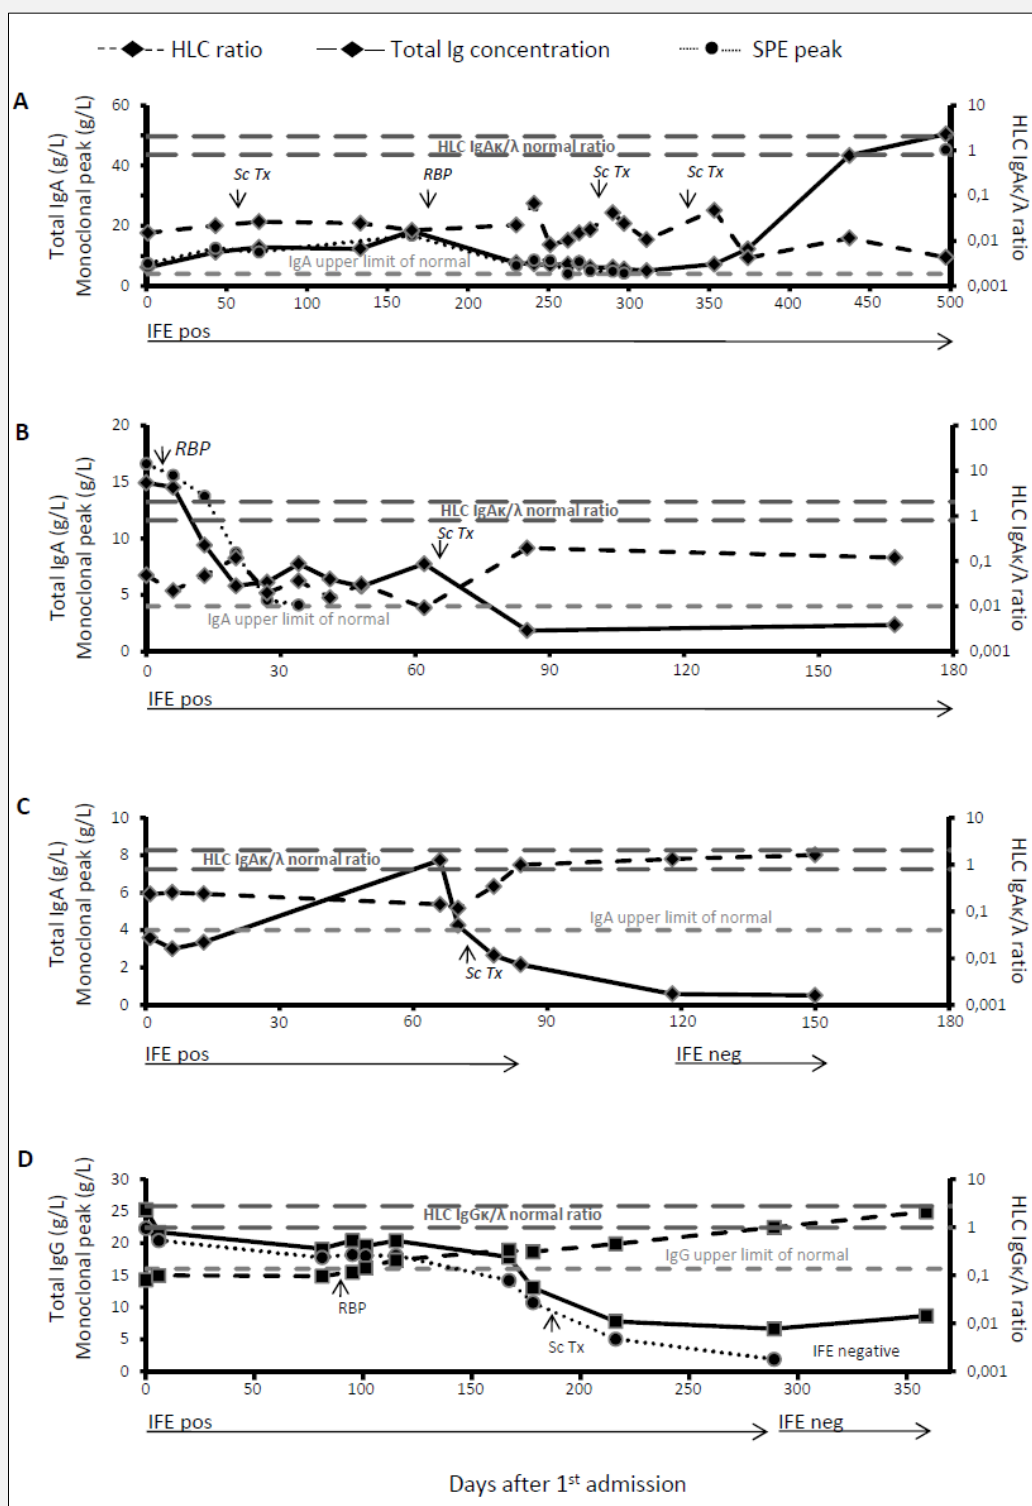 HLC ratio
Total Ig concentration
SPE peak
A
Total IgA (g/L)
Monoclonal peak (g/L)
60
40
20
0
HLC IgAκ/λ normal ratio
Sc Tx
RBP
Sc Tx
Sc Tx
IgA upper limit of normal
10
1
0,1
0,01
0,001
HLC IgAκ/λ ratio
0 50 100 150 200 250 300 350 400 450 500
IFE pos
B
Total IgA (g/L)
Monoclonal peak (g/L)
20
15
10
5
0
RBP
HLC IgAκ/λ normal ratio
Sc Tx
IgA upper limit of normal
100
10
1
0,1
0,01
0,001
HLC IgAκ/λ ratio
0 30 60 90 120 150 180
IFE pos
C
Total IgA (g/L)
Monoclonal peak (g/L)
10
8
6
4
2
0
HLC IgAκ/λ normal ratio
IgA upper limit of normal
Sc Tx
10
1
0,1
0,01
0,001
HLC IgAκ/λ ratio
0 30 60 90 120 150 180
IFE pos
IFE neg
D
Total IgG (g/L)
Monoclonal peak (g/L)
30
25
20
15
10
5
0
HLC IgGκ/λ normal ratio
IgG upper limit of normal
RBP
Sc Tx
IFE negative
10
1
0,1
0,01
0,001
HLC IgGκ/λ ratio
0 50 100 150 200 250 300 350
IFE pos
IFE neg
Days after 1st admission